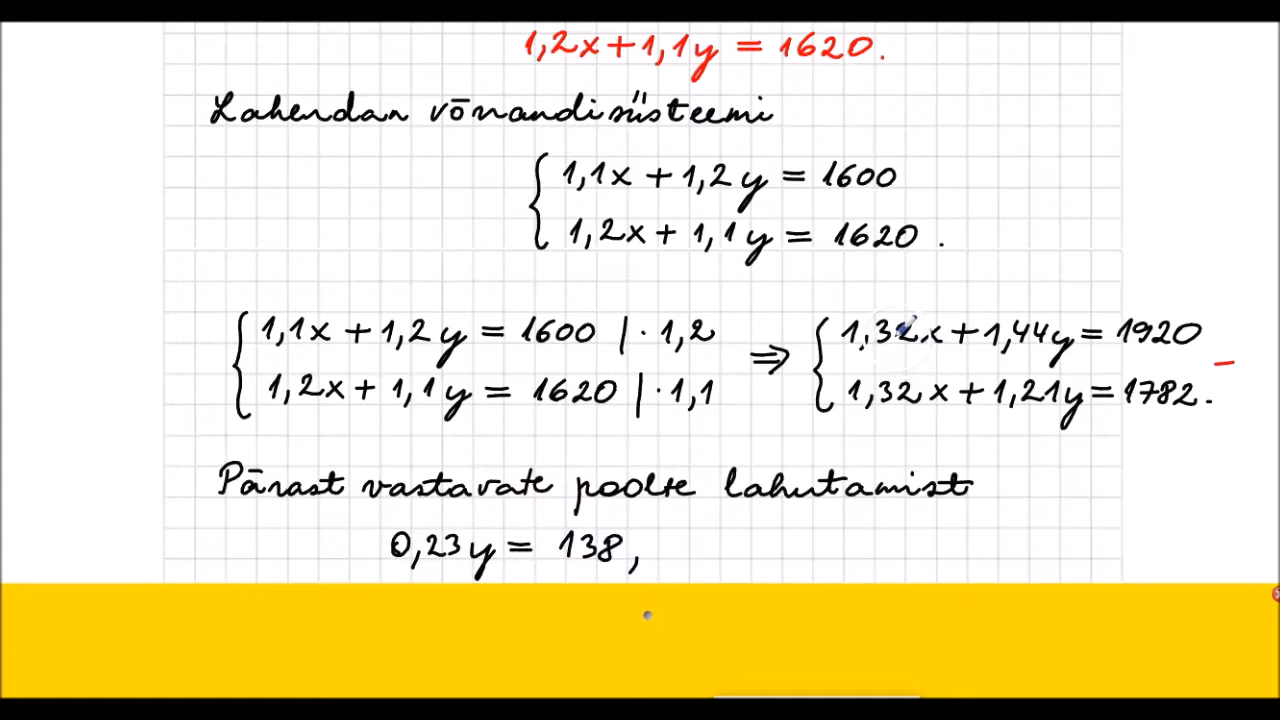 1,2x + 1,1y = 1620.
Lahendan võrrandisüsteemi
1,1x + 1,2y = 1600
1,2x + 1,1y = 1620.
1,1x + 1,2y = 1600 | · 1,2 ⇒ 1,32x + 1,44y = 1920
1,2x + 1,1y = 1620 | · 1,1 1,32x + 1,21y = 1782. −
Pärast vastavate poolte lahutamist
0,23y = 138,